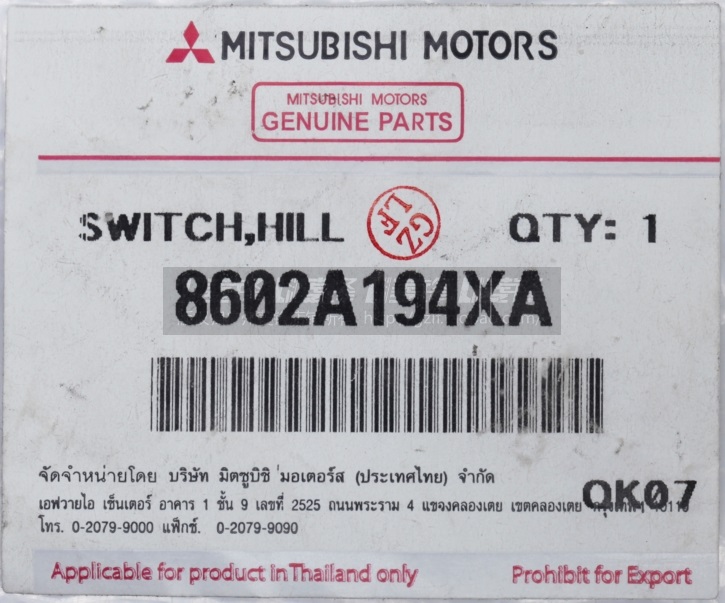 MITSUBISHI MOTORS
MITSUBISHI MOTORS
GENUINE PARTS
SWITCH,HILL
GZ
LF
QTY: 1
8602A194XA
จัดจำหน่ายโดย บริษัท มิตซูบิชิ มอเตอร์ส (ประเทศไทย) จำกัด
เอฟวายไอ เซ็นเตอร์ อาคาร 1 ชั้น 9 เลขที่ 2525 ถนนพระราม 4 แขวงคลองเตย เขตคลองเตย
QK07
โทร. 0-2079-9000 แฟ็กซ์. 0-2079-9090
Applicable for product in Thailand only
Prohibit for Export